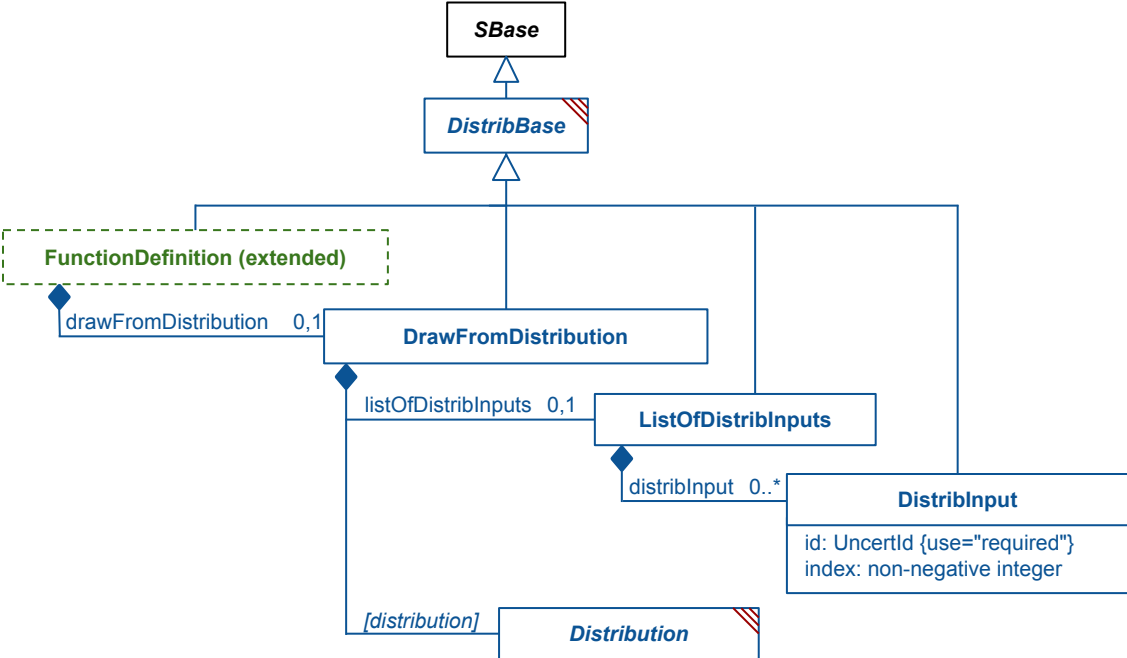 SBase
DistribBase
FunctionDefinition (extended)
drawFromDistribution 0,1
DrawFromDistribution
listOfDistribInputs 0,1
ListOfDistribInputs
distribInput 0..*
DistribInput
id: UncertId {use="required"}
index: non-negative integer
[distribution]
Distribution